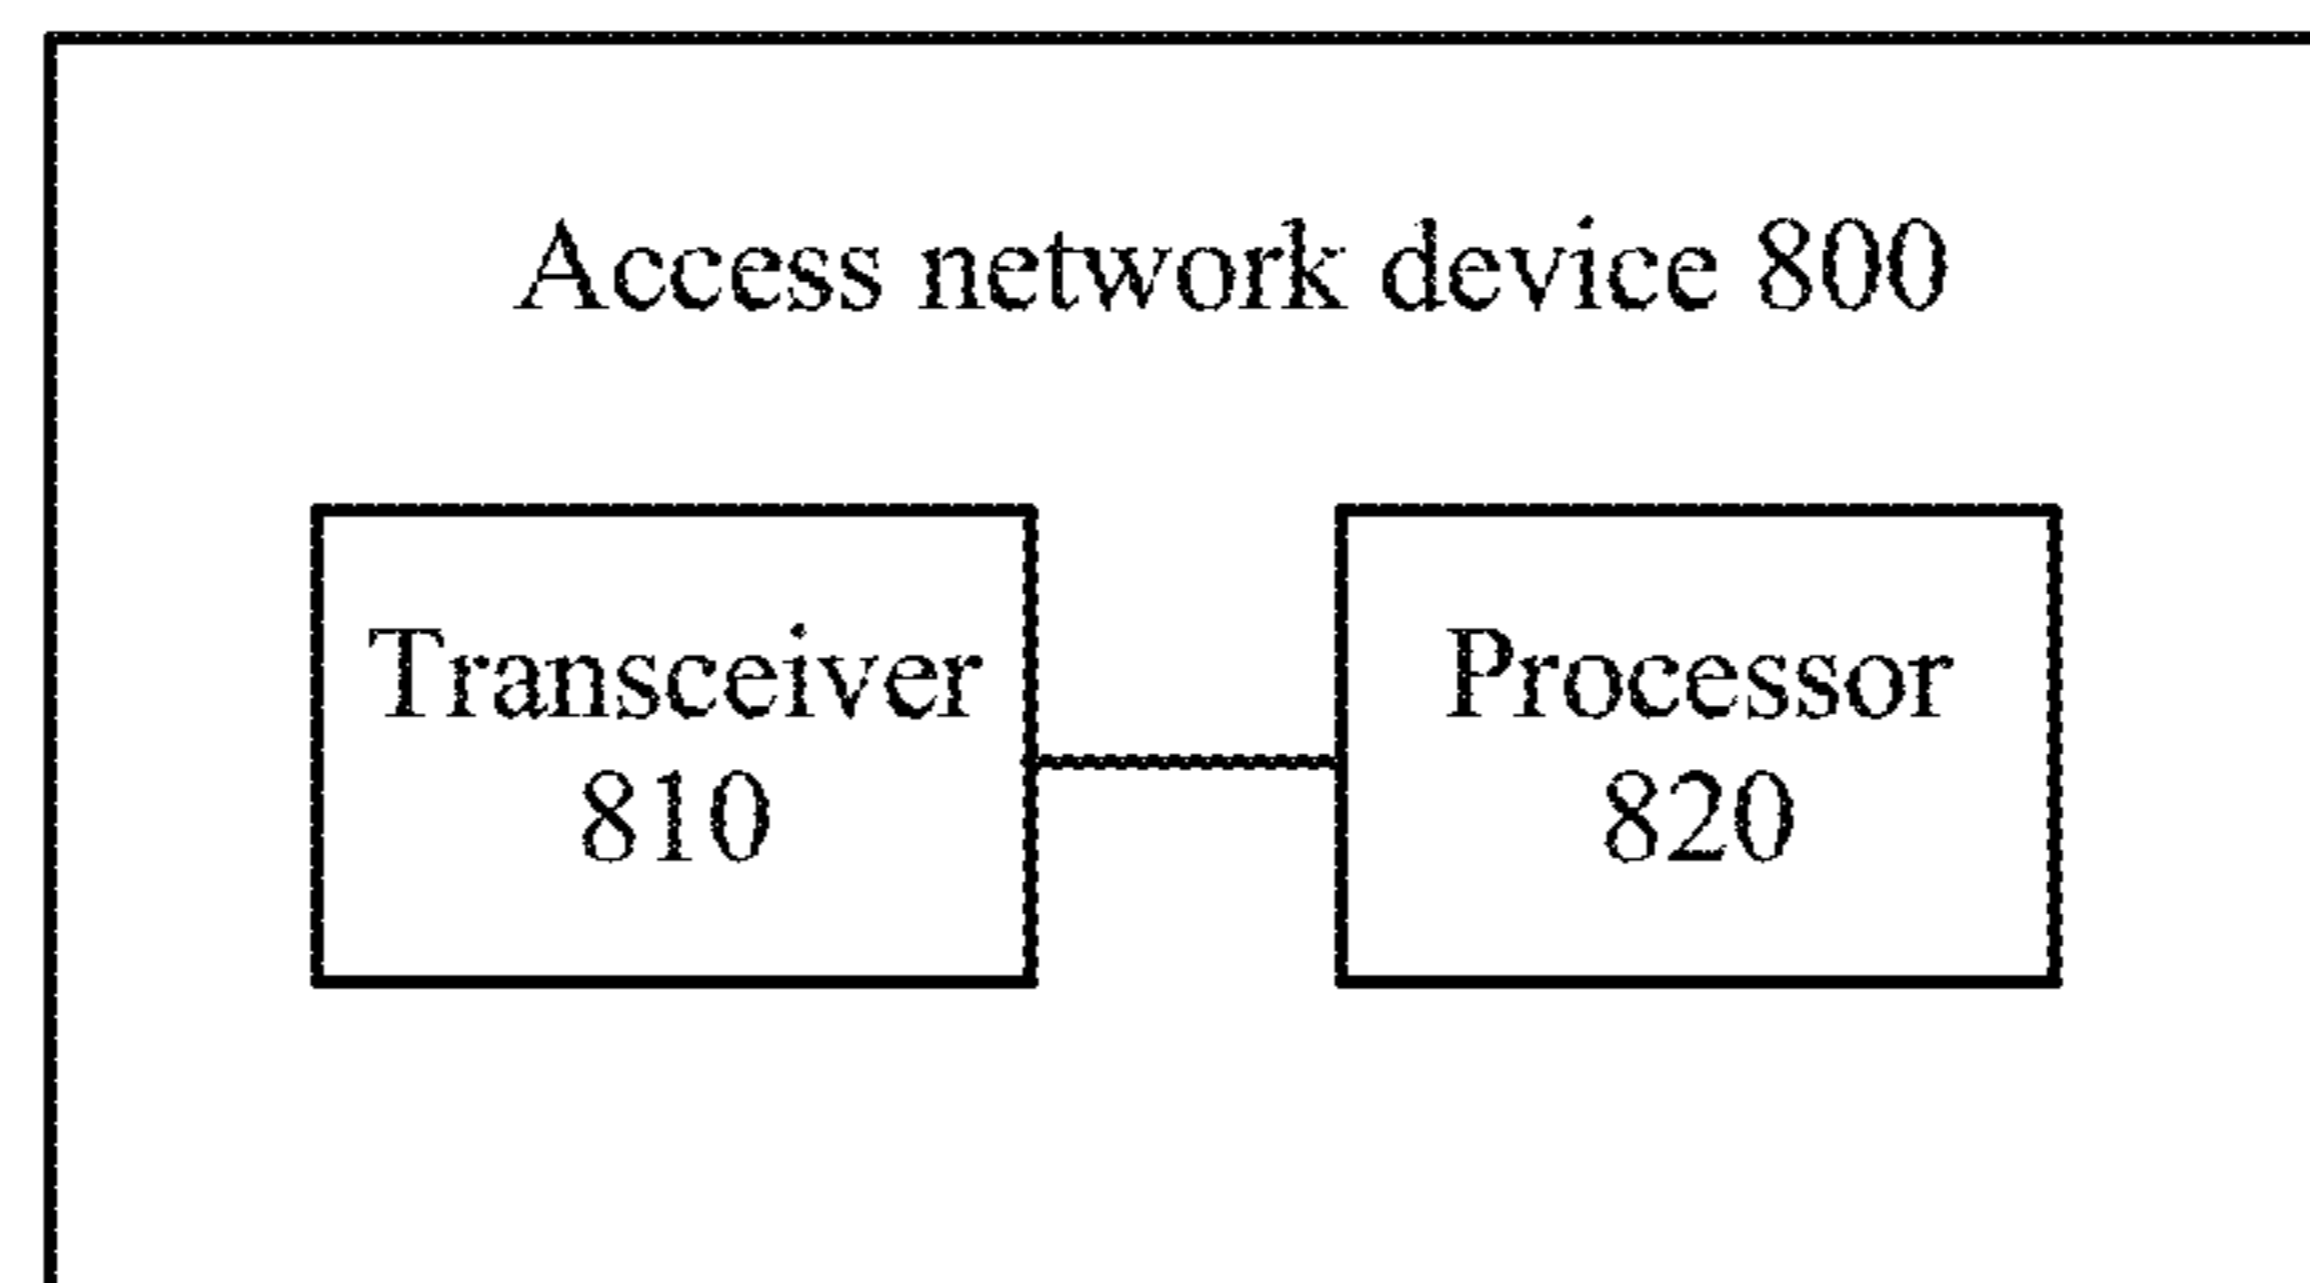 Access network device 800
Transceiver
810
Processor
820